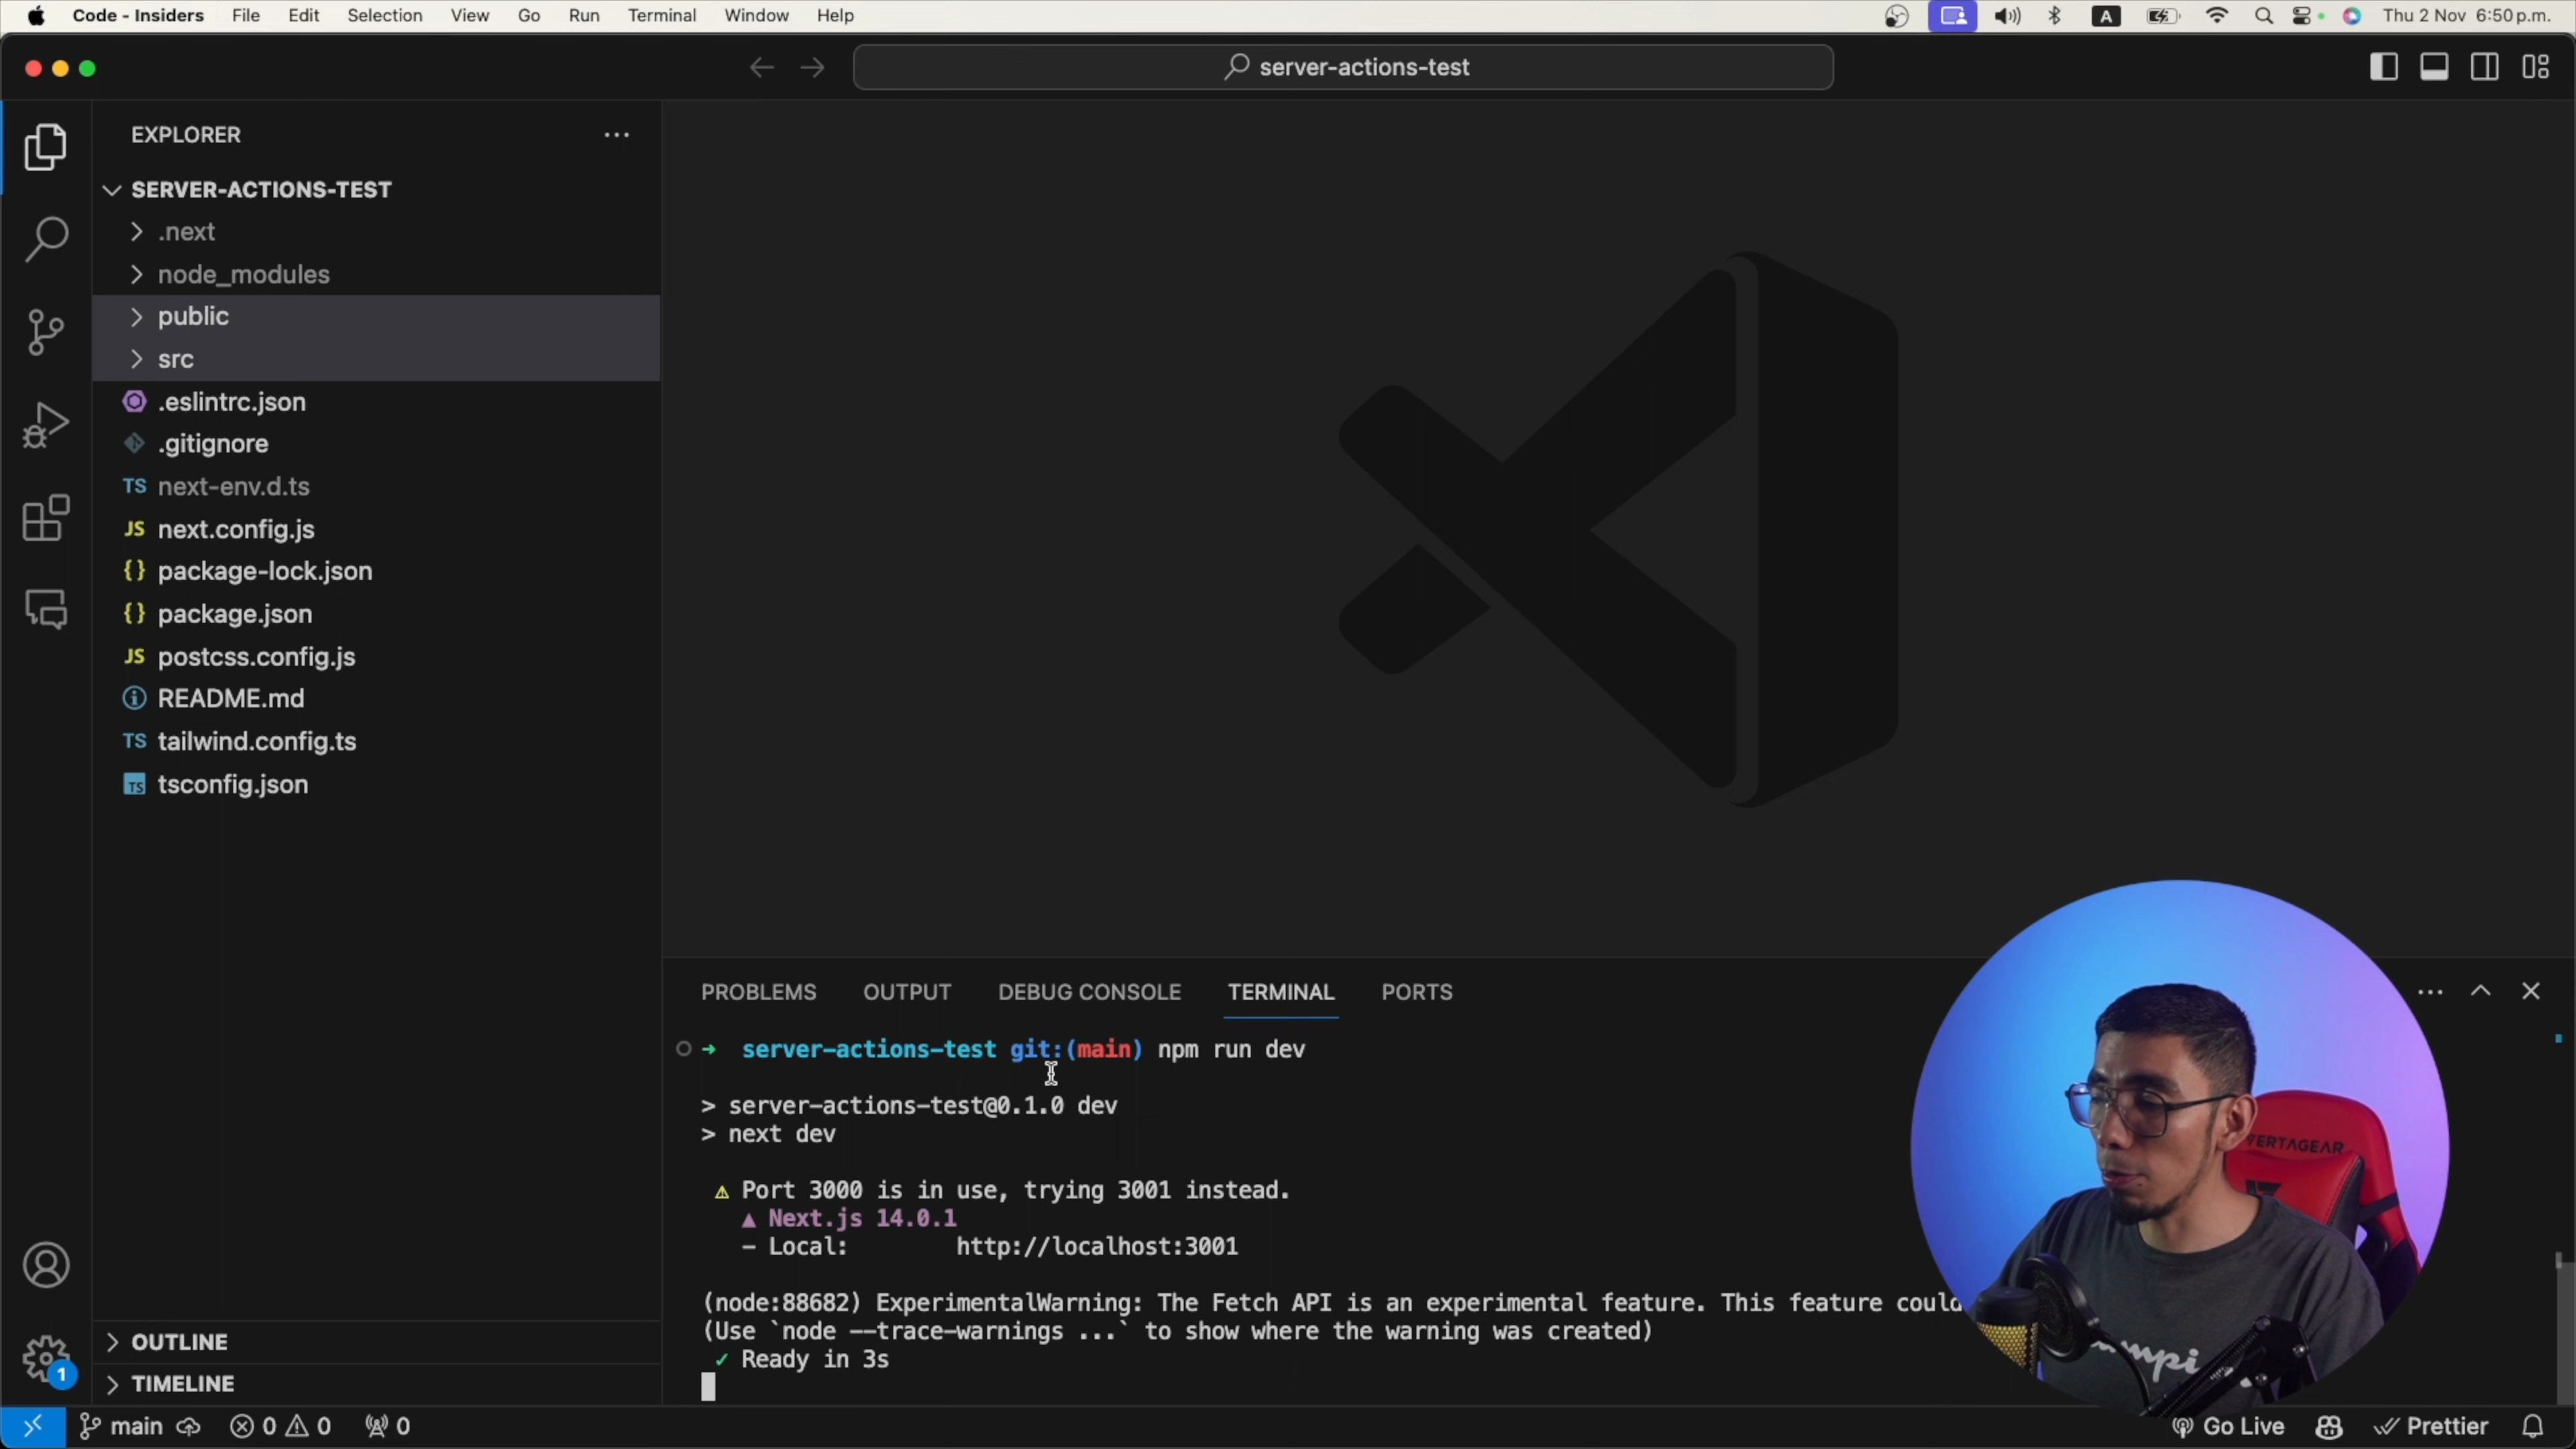 Code - Insiders File Edit Selection View Go Run Terminal Window Help A Thu 2 Nov 6:50 p.m.
server-actions-test
EXPLORER
SERVER-ACTIONS-TEST
.next
node_modules
public
src
.eslintrc.json
.gitignore
TS next-env.d.ts
JS next.config.js
{} package-lock.json
{} package.json
JS postcss.config.js
README.md
TS tailwind.config.ts
TS tsconfig.json
OUTLINE
TIMELINE
1
PROBLEMS OUTPUT DEBUG CONSOLE TERMINAL PORTS
➜ server-actions-test git:(main) npm run dev
> server-actions-test@0.1.0 dev
> next dev
⚠ Port 3000 is in use, trying 3001 instead.
▲ Next.js 14.0.1
- Local: http://localhost:3001
(node:88682) ExperimentalWarning: The Fetch API is an experimental feature. This feature could
(Use `node --trace-warnings ...` to show where the warning was created)
✓ Ready in 3s
main 0 0 0 Go Live Prettier